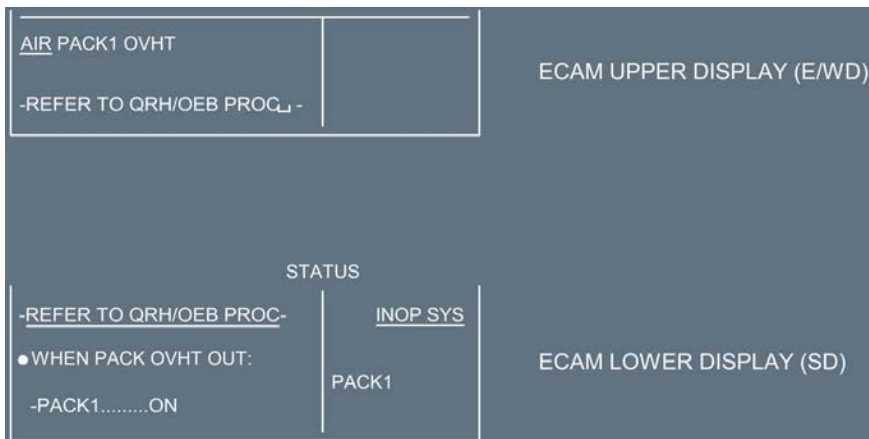 AIR PACK1 OVHT
ECAM UPPER DISPLAY (E/WD)
-REFER TO QRH/OEB PROC␣ -
STATUS
-REFER TO QRH/OEB PROC-
INOP SYS
●WHEN PACK OVHT OUT:
ECAM LOWER DISPLAY (SD)
PACK1
-PACK1.........ON